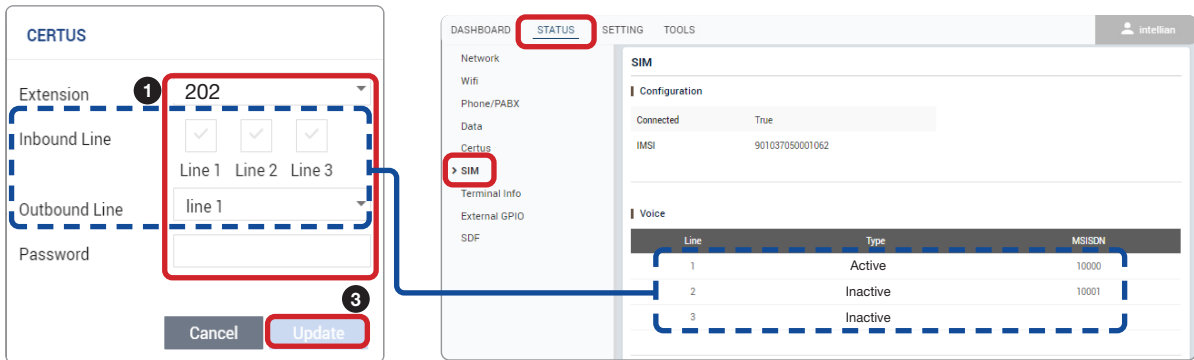 CERTUS
Extension 1 202
Inbound Line
Line 1 Line 2 Line 3
Outbound Line line 1
Password
3
Cancel Update
DASHBOARD STATUS SETTING TOOLS intellian
Network
Wifi
Phone/PABX
Data
Certus
> SIM
Terminal Info
External GPIO
SDF
SIM
Configuration
Connected True
IMSI 901037050001062
Voice
Line Type MSISDN
1 Active 10000
2 Inactive 10001
3 Inactive